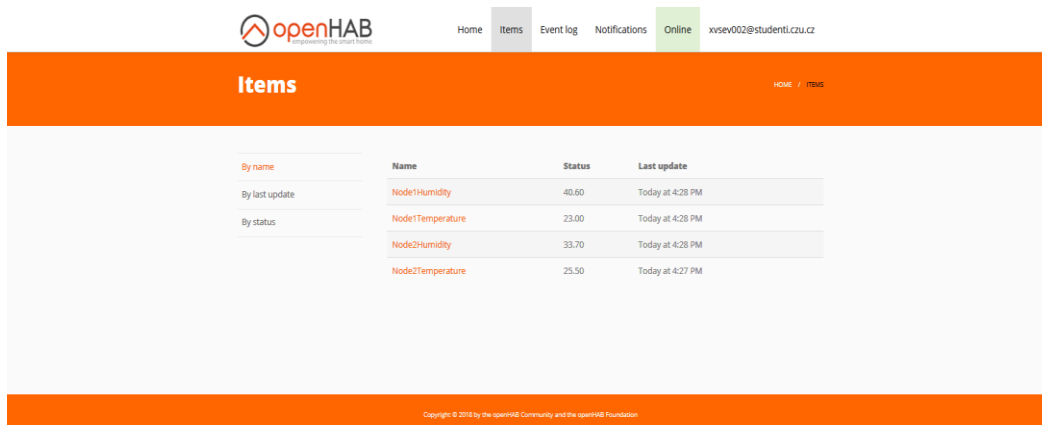 openHAB
empowering the smart home
Home Items Event log Notifications Online xvsev002@studenti.czu.cz
Items
HOME / ITEMS
By name
By last update
By status
Name Status Last update
Node1Humidity 40.60 Today at 4:28 PM
Node1Temperature 23.00 Today at 4:28 PM
Node2Humidity 33.70 Today at 4:28 PM
Node2Temperature 25.50 Today at 4:27 PM
Copyright © 2018 by the openHAB Community and the openHAB Foundation